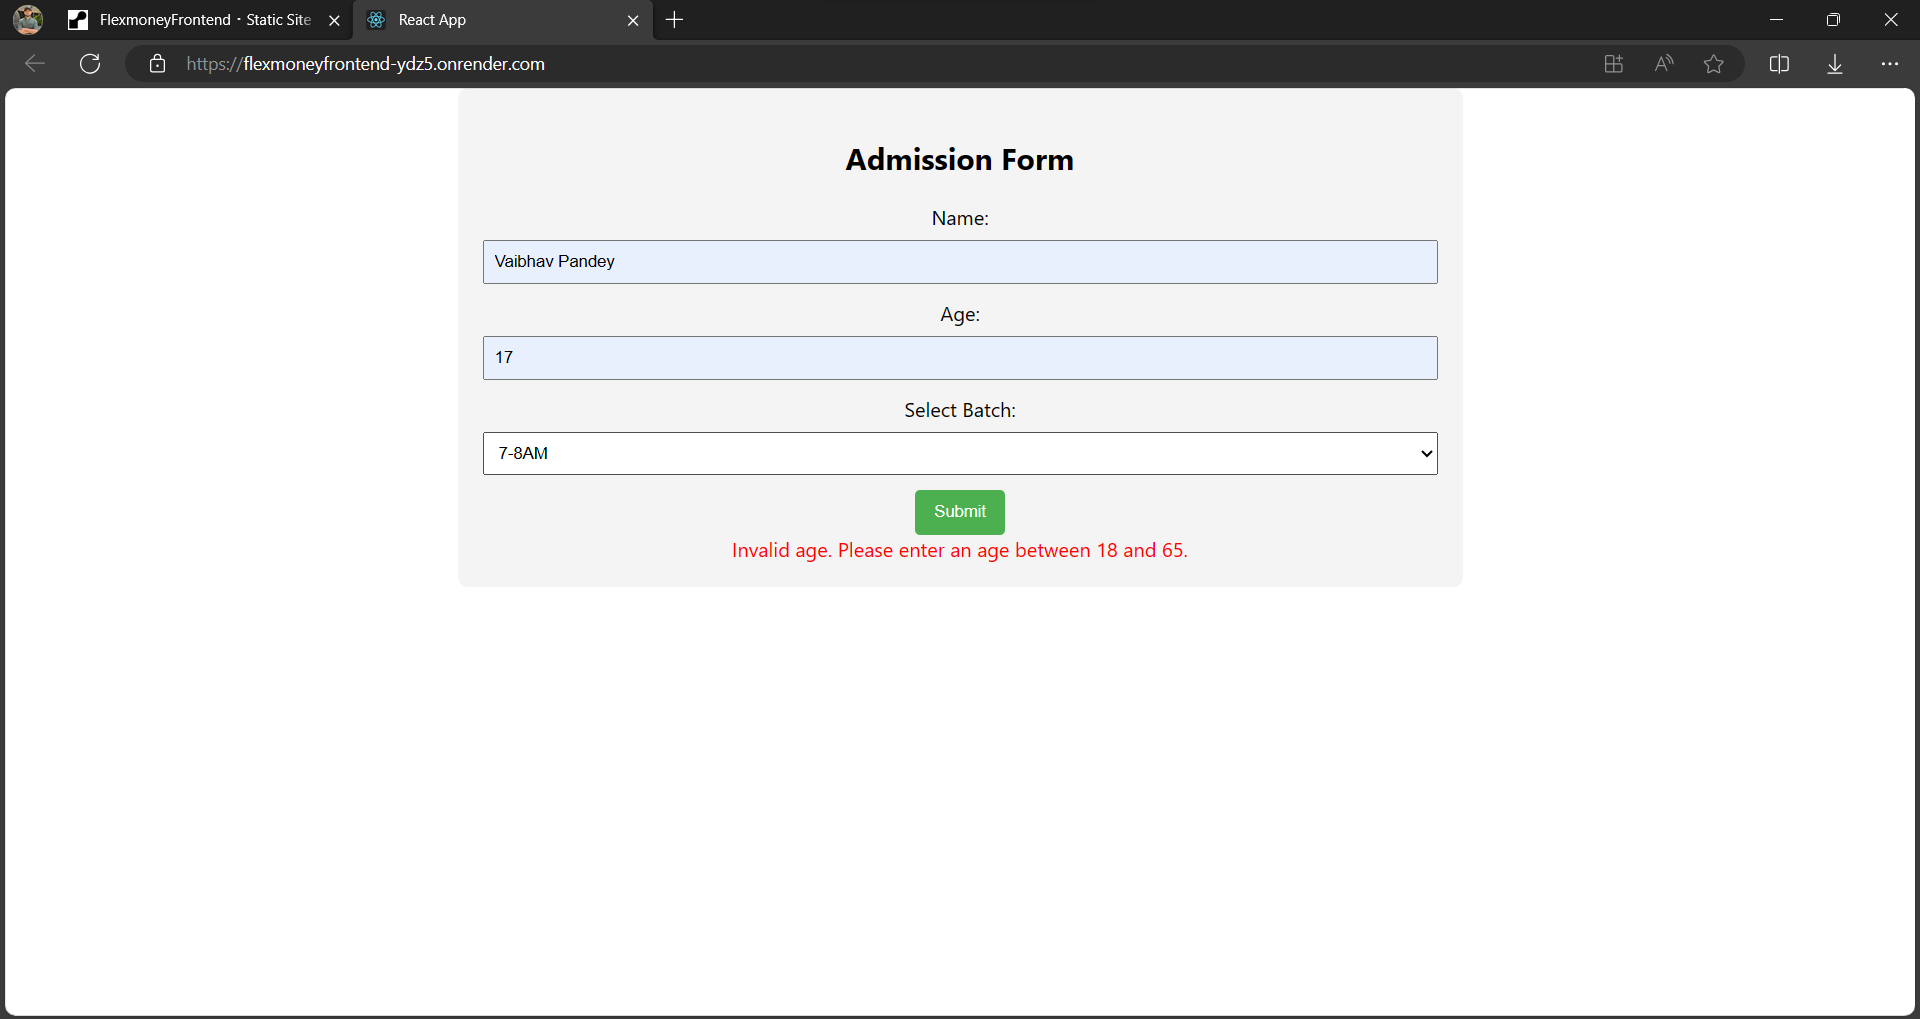 FlexmoneyFrontend · Static Site
React App
https://flexmoneyfrontend-ydz5.onrender.com
Admission Form
Name:
Vaibhav Pandey
Age:
17
Select Batch:
7-8AM
Submit
Invalid age. Please enter an age between 18 and 65.